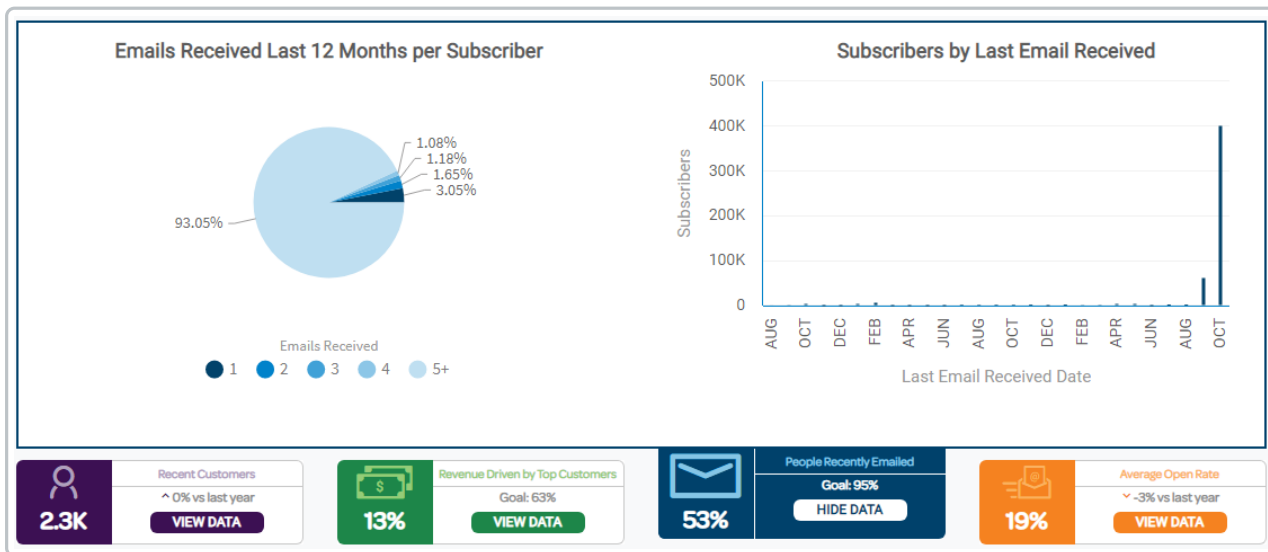 Emails Received Last 12 Months per Subscriber
1.08%
1.18%
1.65%
3.05%
93.05%
Emails Received
1
2
3
4
5+
Subscribers by Last Email Received
500K
400K
300K
200K
100K
0
Subscribers
AUG
OCT
DEC
FEB
APR
JUN
AUG
OCT
DEC
FEB
APR
JUN
AUG
OCT
Last Email Received Date
2.3K
Recent Customers
^ 0% vs last year
VIEW DATA
$
13%
Revenue Driven by Top Customers
Goal: 63%
VIEW DATA
53%
People Recently Emailed
Goal: 95%
HIDE DATA
@
19%
Average Open Rate
-3% vs last year
VIEW DATA